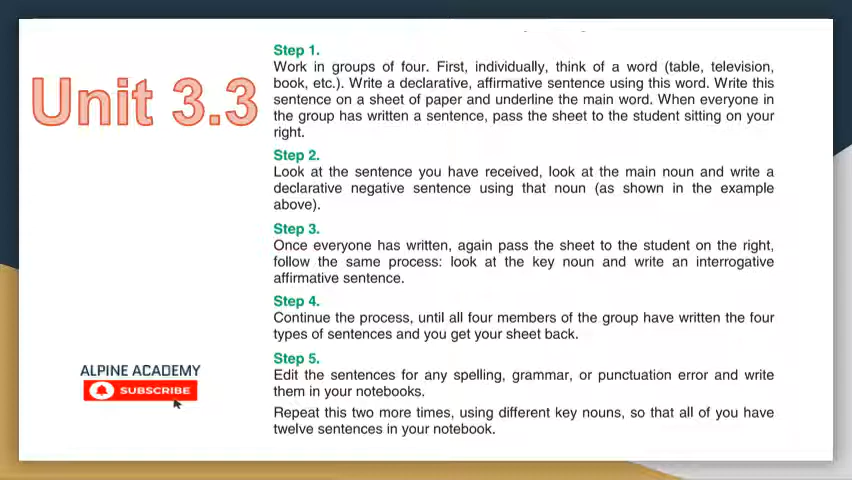 Unit 3.3
Step 1.
Work in groups of four. First, individually, think of a word (table, television,
book, etc.). Write a declarative, affirmative sentence using this word. Write this
sentence on a sheet of paper and underline the main word. When everyone in
the group has written a sentence, pass the sheet to the student sitting on your
right.
Step 2.
Look at the sentence you have received, look at the main noun and write a
declarative negative sentence using that noun (as shown in the example
above).
Step 3.
Once everyone has written, again pass the sheet to the student on the right,
follow the same process: look at the key noun and write an interrogative
affirmative sentence.
Step 4.
Continue the process, until all four members of the group have written the four
types of sentences and you get your sheet back.
Step 5.
Edit the sentences for any spelling, grammar, or punctuation error and write
them in your notebooks.
Repeat this two more times, using different key nouns, so that all of you have
twelve sentences in your notebook.
ALPINE ACADEMY
SUBSCRIBE